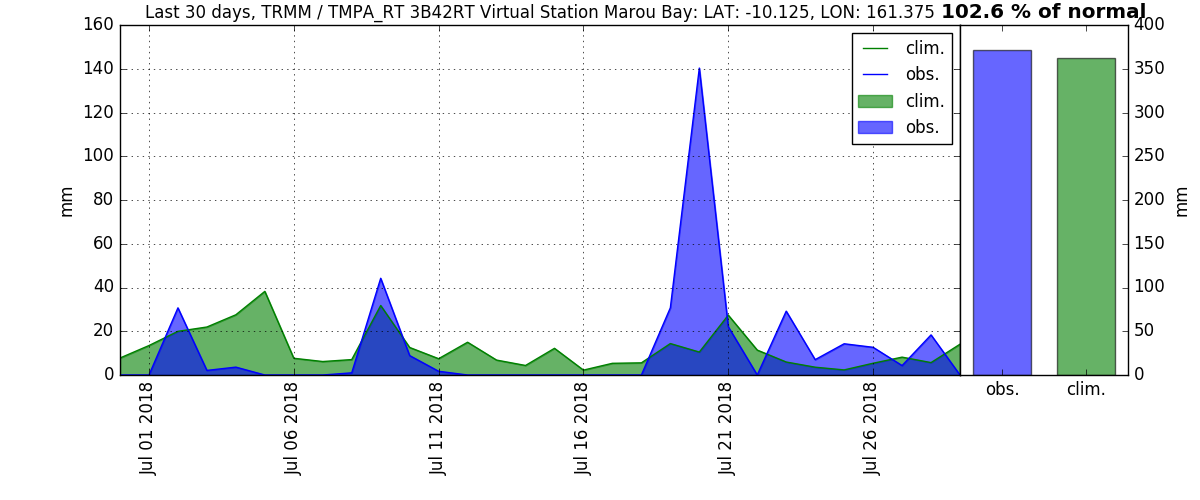 Last 30 days, TRMM / TMPA_RT 3B42RT Virtual Station Marou Bay: LAT: -10.125, LON: 161.375 102.6 % of normal
160
140
120
100
80
60
40
20
0
mm
clim.
obs.
clim.
obs.
Jul 01 2018
Jul 06 2018
Jul 11 2018
Jul 16 2018
Jul 21 2018
Jul 26 2018
400
350
300
250
200
150
100
50
0
mm
obs.
clim.